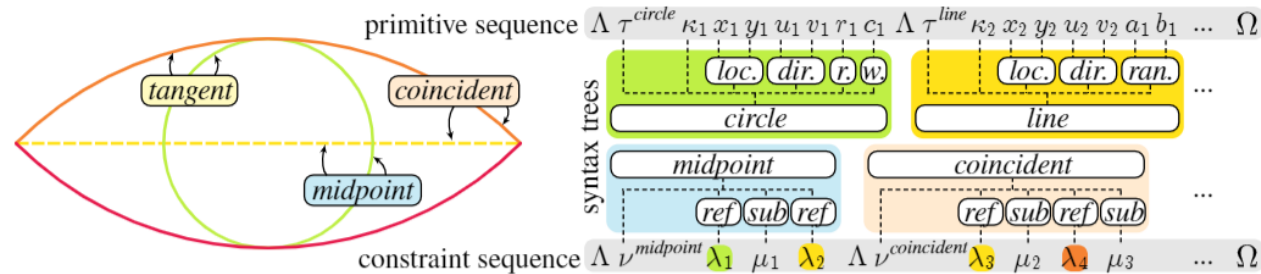 primitive sequence Λ τ^circle κ₁ x₁ y₁ u₁ v₁ r₁ c₁ Λ τ^line κ₂ x₂ y₂ u₂ v₂ a₁ b₁ ... Ω
loc. dir. r. w. loc. dir. ran. ...
circle line
tangent
coincident
midpoint
syntax trees
midpoint coincident
ref sub ref ref sub ref sub ...
constraint sequence Λ ν^midpoint λ₁ μ₁ λ₂ Λ ν^coincident λ₃ μ₂ λ₄ μ₃ ... Ω